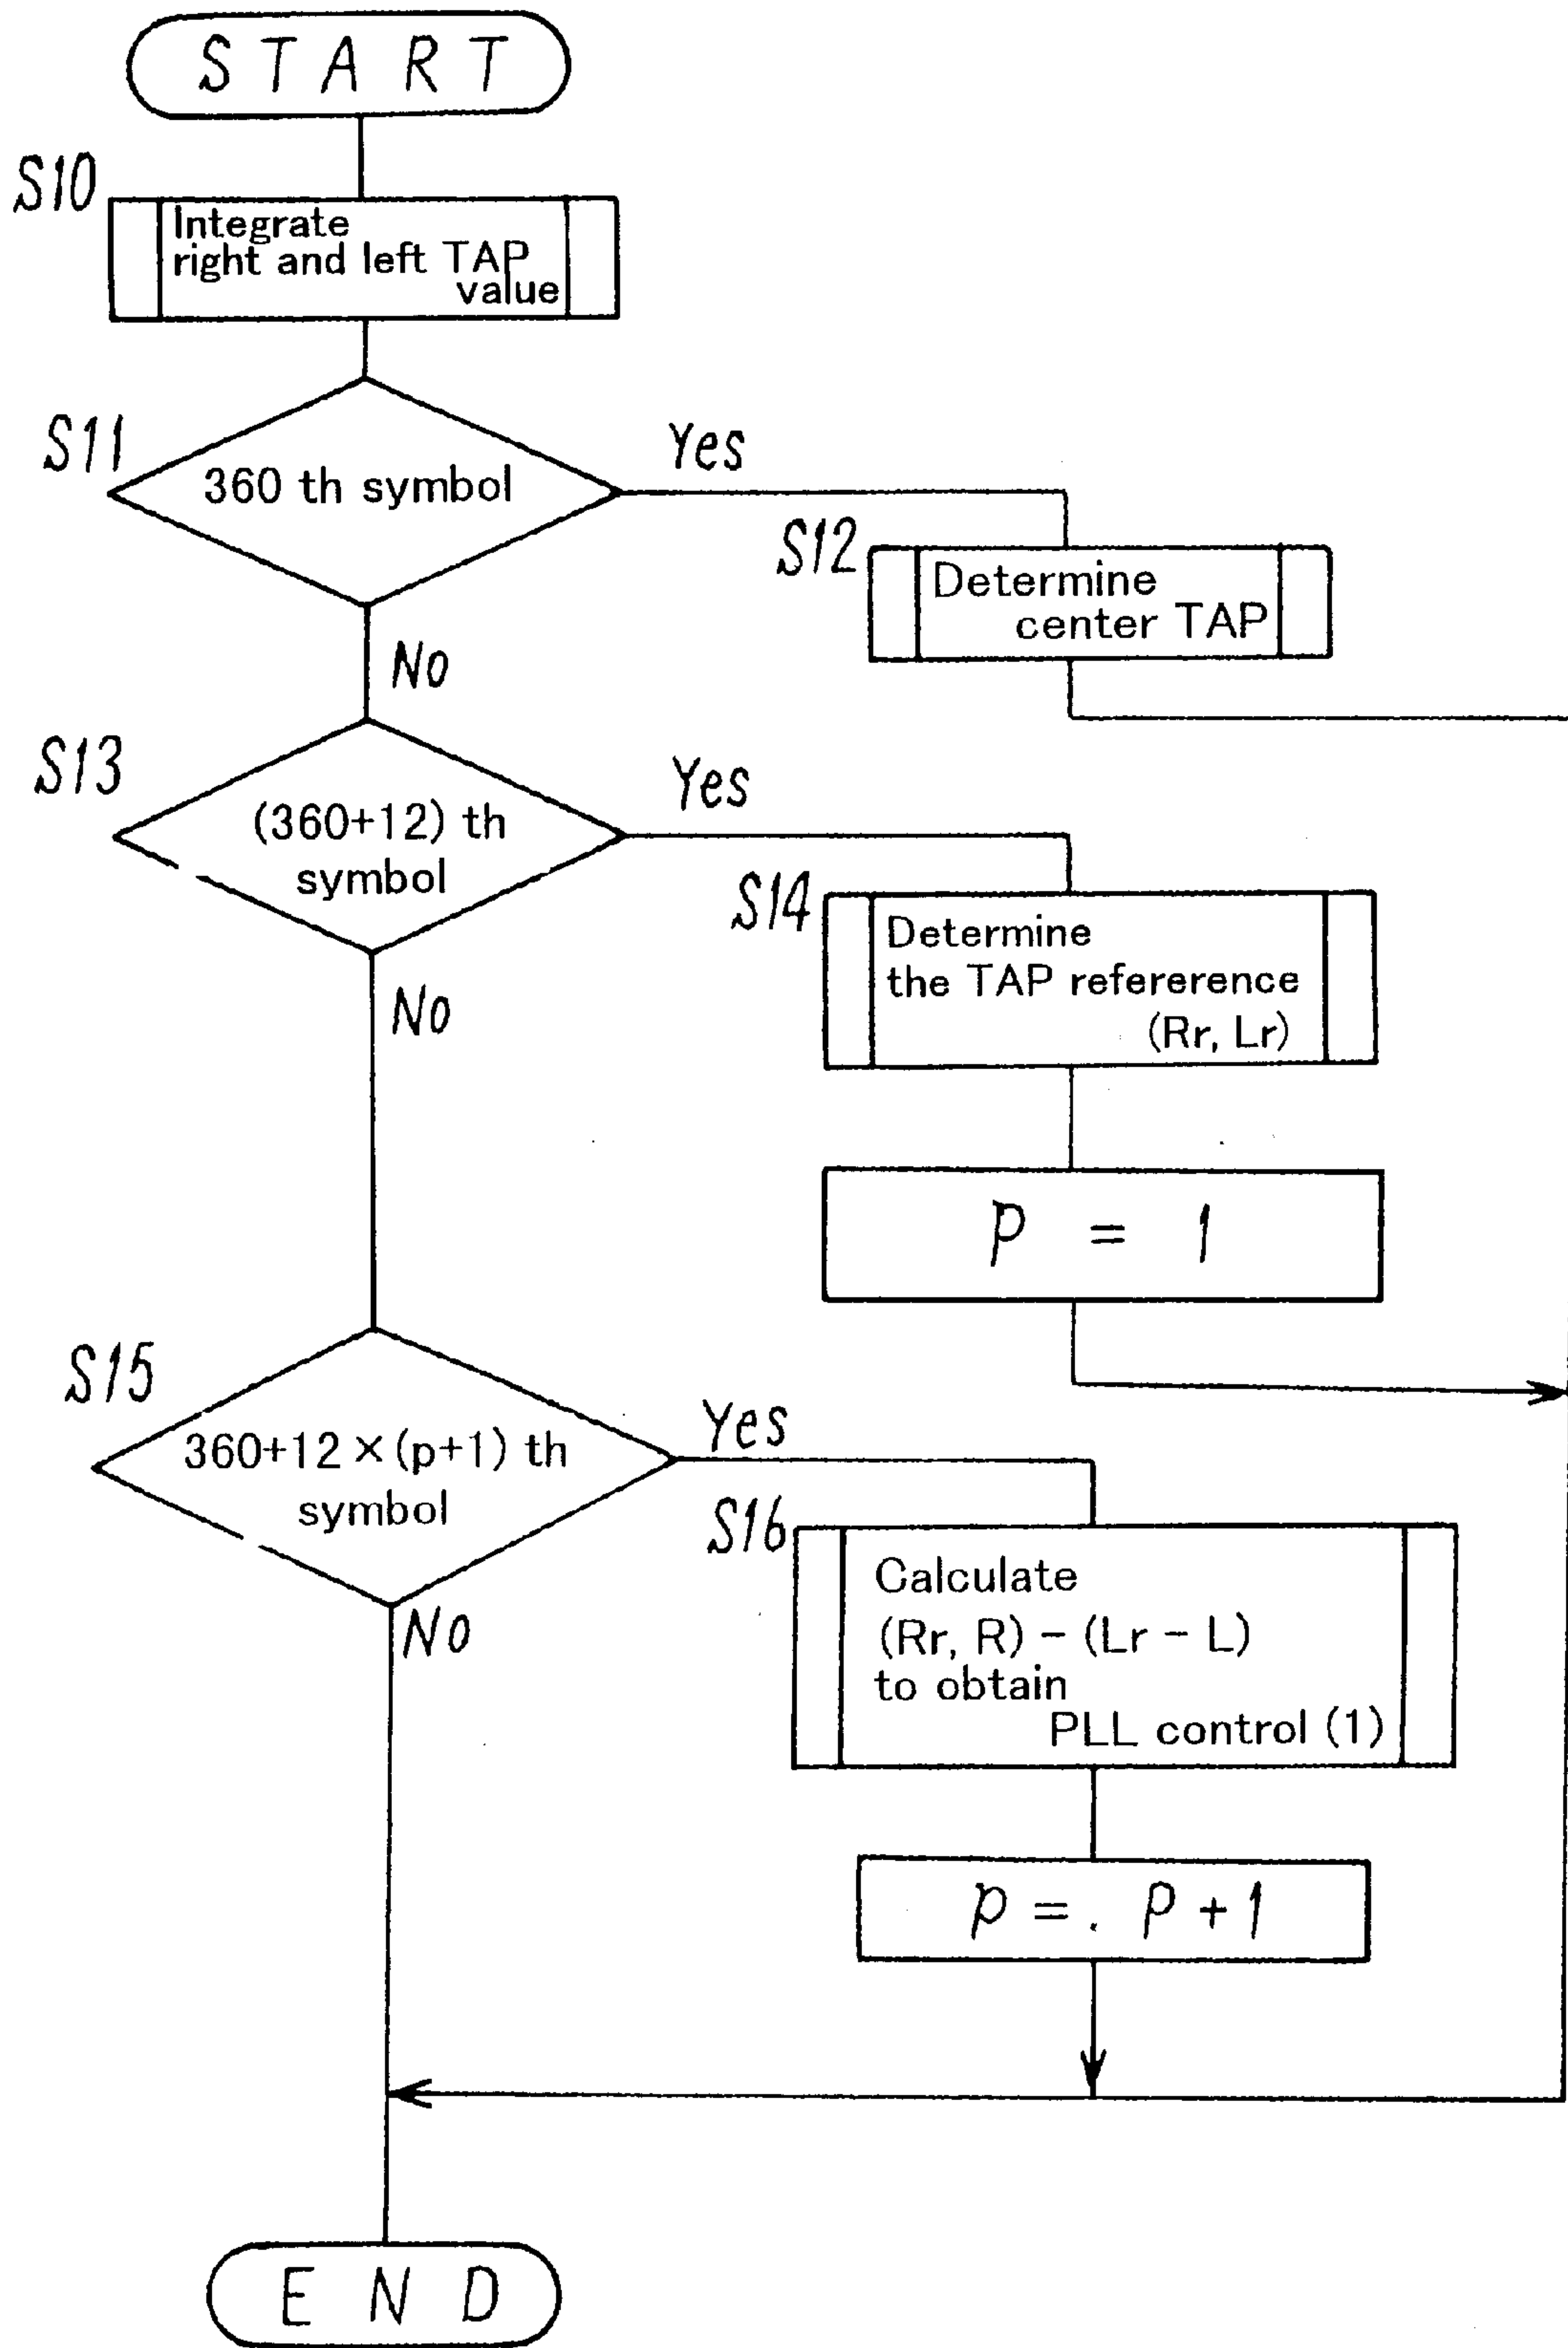 START
S10
Integrate
right and left TAP
value
S11
360 th symbol
Yes
S12
Determine
center TAP
No
S13
(360+12) th
symbol
Yes
S14
Determine
the TAP refererence
(Rr, Lr)
No
P = 1
S15
360+12×(p+1) th
symbol
Yes
S16
Calculate
(Rr, R) - (Lr - L)
to obtain
PLL control (1)
No
P = . P + 1
END